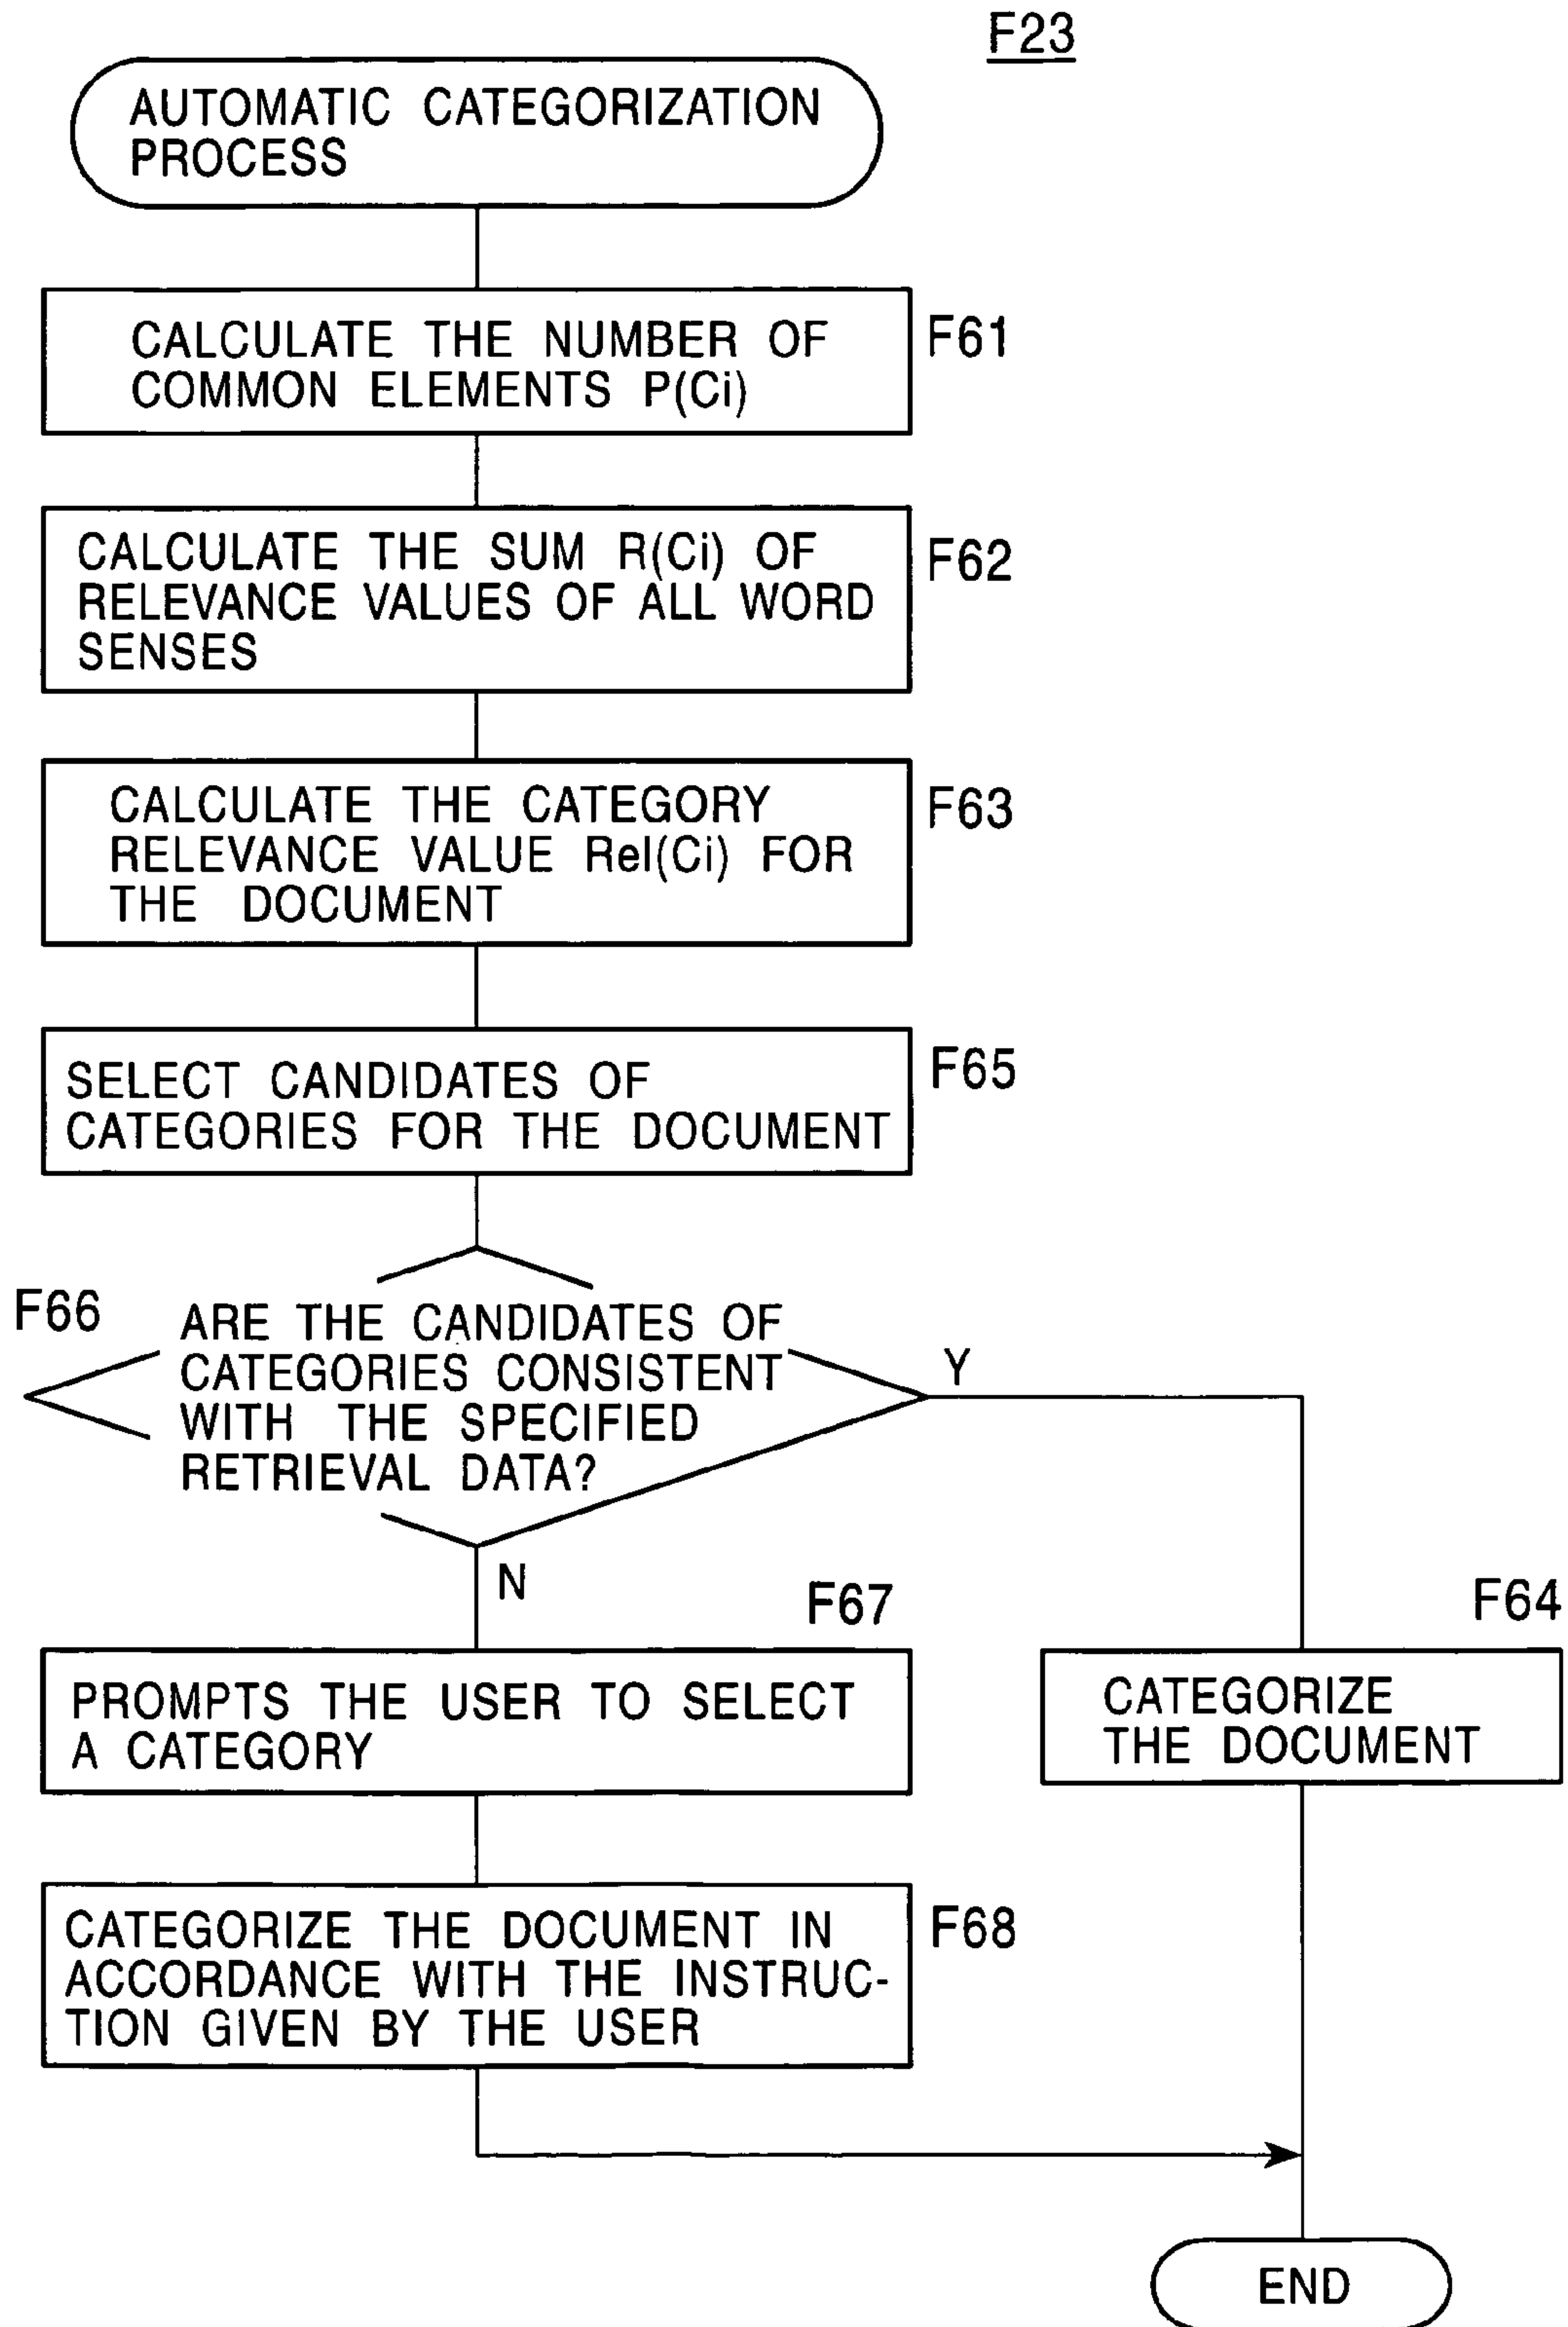 F23
AUTOMATIC CATEGORIZATION
PROCESS
CALCULATE THE NUMBER OF
COMMON ELEMENTS P(Ci)
F61
CALCULATE THE SUM R(Ci) OF
RELEVANCE VALUES OF ALL WORD
SENSES
F62
CALCULATE THE CATEGORY
RELEVANCE VALUE Rel(Ci) FOR
THE DOCUMENT
F63
SELECT CANDIDATES OF
CATEGORIES FOR THE DOCUMENT
F65
F66
ARE THE CANDIDATES OF
CATEGORIES CONSISTENT
WITH THE SPECIFIED
RETRIEVAL DATA?
Y
N
F67
PROMPTS THE USER TO SELECT
A CATEGORY
F64
CATEGORIZE
THE DOCUMENT
CATEGORIZE THE DOCUMENT IN
ACCORDANCE WITH THE INSTRUC-
TION GIVEN BY THE USER
F68
END